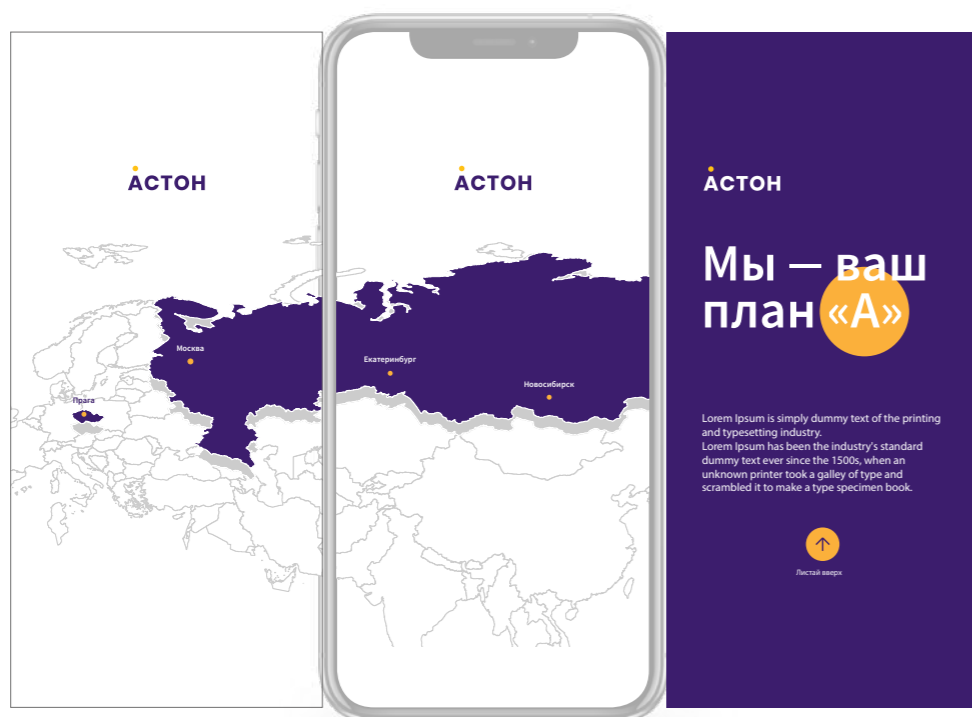 АСТОН
Москва
Прага
АСТОН
Екатеринбург
Новосибирск
АСТОН
Мы — ваш
план «А»
Lorem Ipsum is simply dummy text of the printing
and typesetting industry.
Lorem Ipsum has been the industry's standard
dummy text ever since the 1500s, when an
unknown printer took a galley of type and
scrambled it to make a type specimen book.
Листай вверх